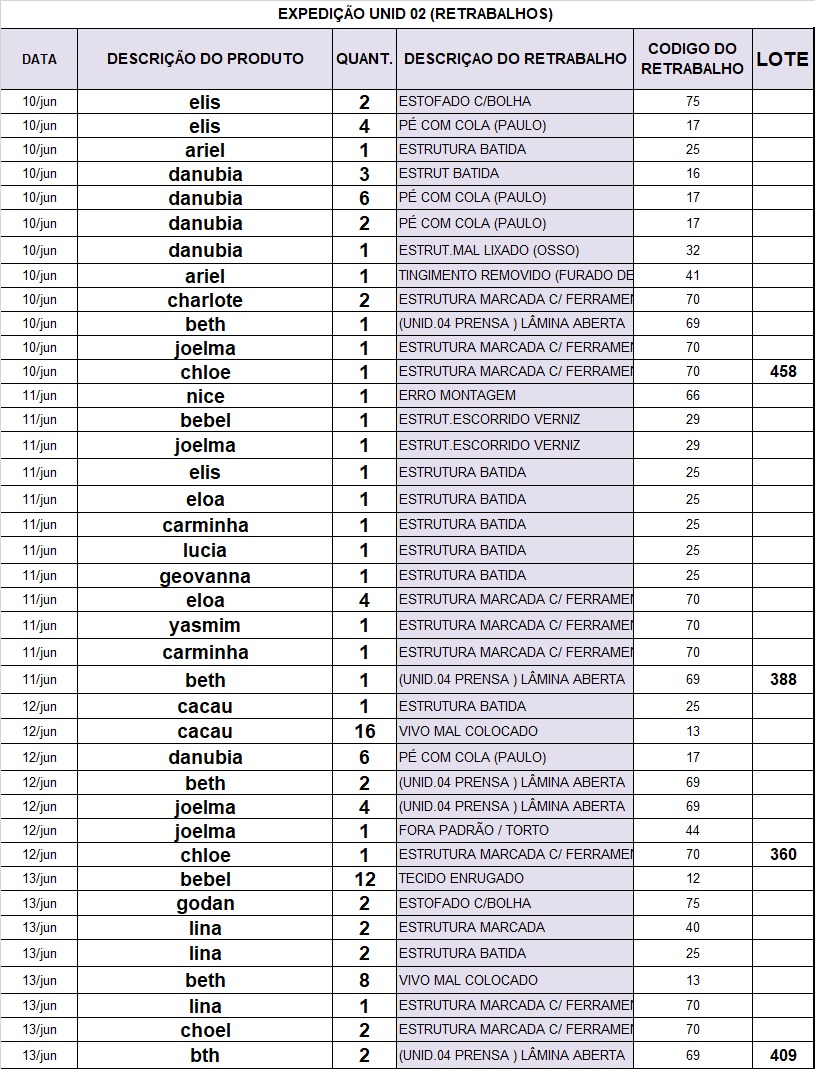 EXPEDIÇÃO UNID 02 (RETRABALHOS)
DATA DESCRIÇÃO DO PRODUTO QUANT. DESCRIÇAO DO RETRABALHO CODIGO DO RETRABALHO LOTE
10/jun elis 2 ESTOFADO C/BOLHA 75
10/jun elis 4 PÉ COM COLA (PAULO) 17
10/jun ariel 1 ESTRUTURA BATIDA 25
10/jun danubia 3 ESTRUT BATIDA 16
10/jun danubia 6 PÉ COM COLA (PAULO) 17
10/jun danubia 2 PÉ COM COLA (PAULO) 17
10/jun danubia 1 ESTRUT.MAL LIXADO (OSSO) 32
10/jun ariel 1 TINGIMENTO REMOVIDO (FURADO DE 41
10/jun charlote 2 ESTRUTURA MARCADA C/ FERRAMEN 70
10/jun beth 1 (UNID.04 PRENSA ) LÂMINA ABERTA 69
10/jun joelma 1 ESTRUTURA MARCADA C/ FERRAMEN 70
10/jun chloe 1 ESTRUTURA MARCADA C/ FERRAMEN 70 458
11/jun nice 1 ERRO MONTAGEM 66
11/jun bebel 1 ESTRUT.ESCORRIDO VERNIZ 29
11/jun joelma 1 ESTRUT.ESCORRIDO VERNIZ 29
11/jun elis 1 ESTRUTURA BATIDA 25
11/jun eloa 1 ESTRUTURA BATIDA 25
11/jun carminha 1 ESTRUTURA BATIDA 25
11/jun lucia 1 ESTRUTURA BATIDA 25
11/jun geovanna 1 ESTRUTURA BATIDA 25
11/jun eloa 4 ESTRUTURA MARCADA C/ FERRAMEN 70
11/jun yasmim 1 ESTRUTURA MARCADA C/ FERRAMEN 70
11/jun carminha 1 ESTRUTURA MARCADA C/ FERRAMEN 70
11/jun beth 1 (UNID.04 PRENSA ) LÂMINA ABERTA 69 388
12/jun cacau 1 ESTRUTURA BATIDA 25
12/jun cacau 16 VIVO MAL COLOCADO 13
12/jun danubia 6 PÉ COM COLA (PAULO) 17
12/jun beth 2 (UNID.04 PRENSA ) LÂMINA ABERTA 69
12/jun joelma 4 (UNID.04 PRENSA ) LÂMINA ABERTA 69
12/jun joelma 1 FORA PADRÃO / TORTO 44
12/jun chloe 1 ESTRUTURA MARCADA C/ FERRAMEN 70 360
13/jun bebel 12 TECIDO ENRUGADO 12
13/jun godan 2 ESTOFADO C/BOLHA 75
13/jun lina 2 ESTRUTURA MARCADA 40
13/jun lina 2 ESTRUTURA BATIDA 25
13/jun beth 8 VIVO MAL COLOCADO 13
13/jun lina 1 ESTRUTURA MARCADA C/ FERRAMEN 70
13/jun choel 2 ESTRUTURA MARCADA C/ FERRAMEN 70
13/jun bth 2 (UNID.04 PRENSA ) LÂMINA ABERTA 69 409